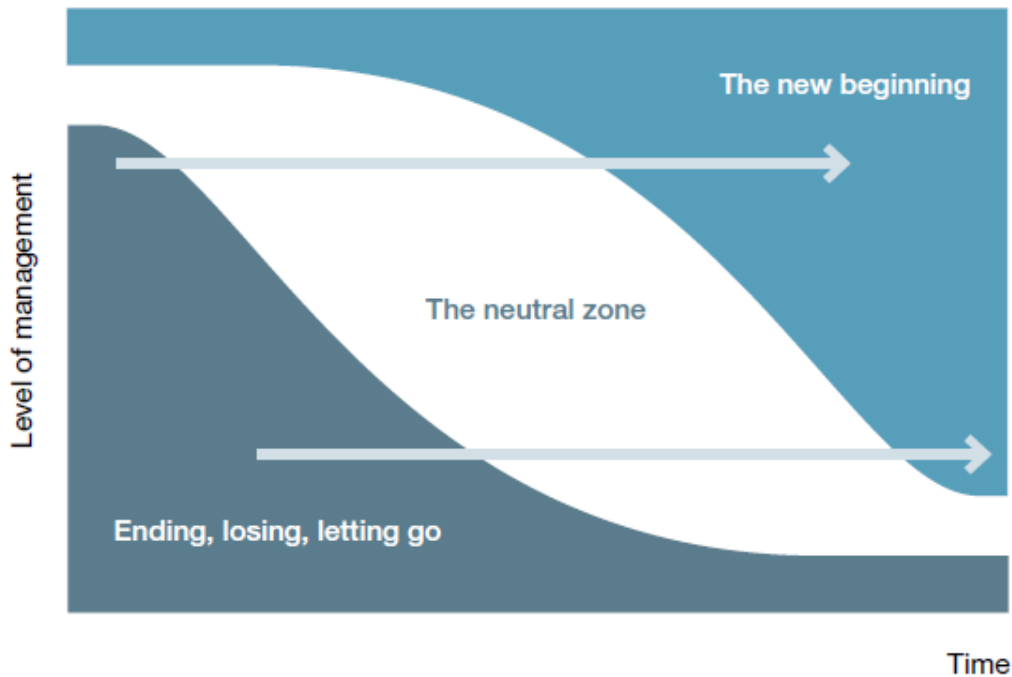 The new beginning
Level of management
The neutral zone
Ending, losing, letting go
Time